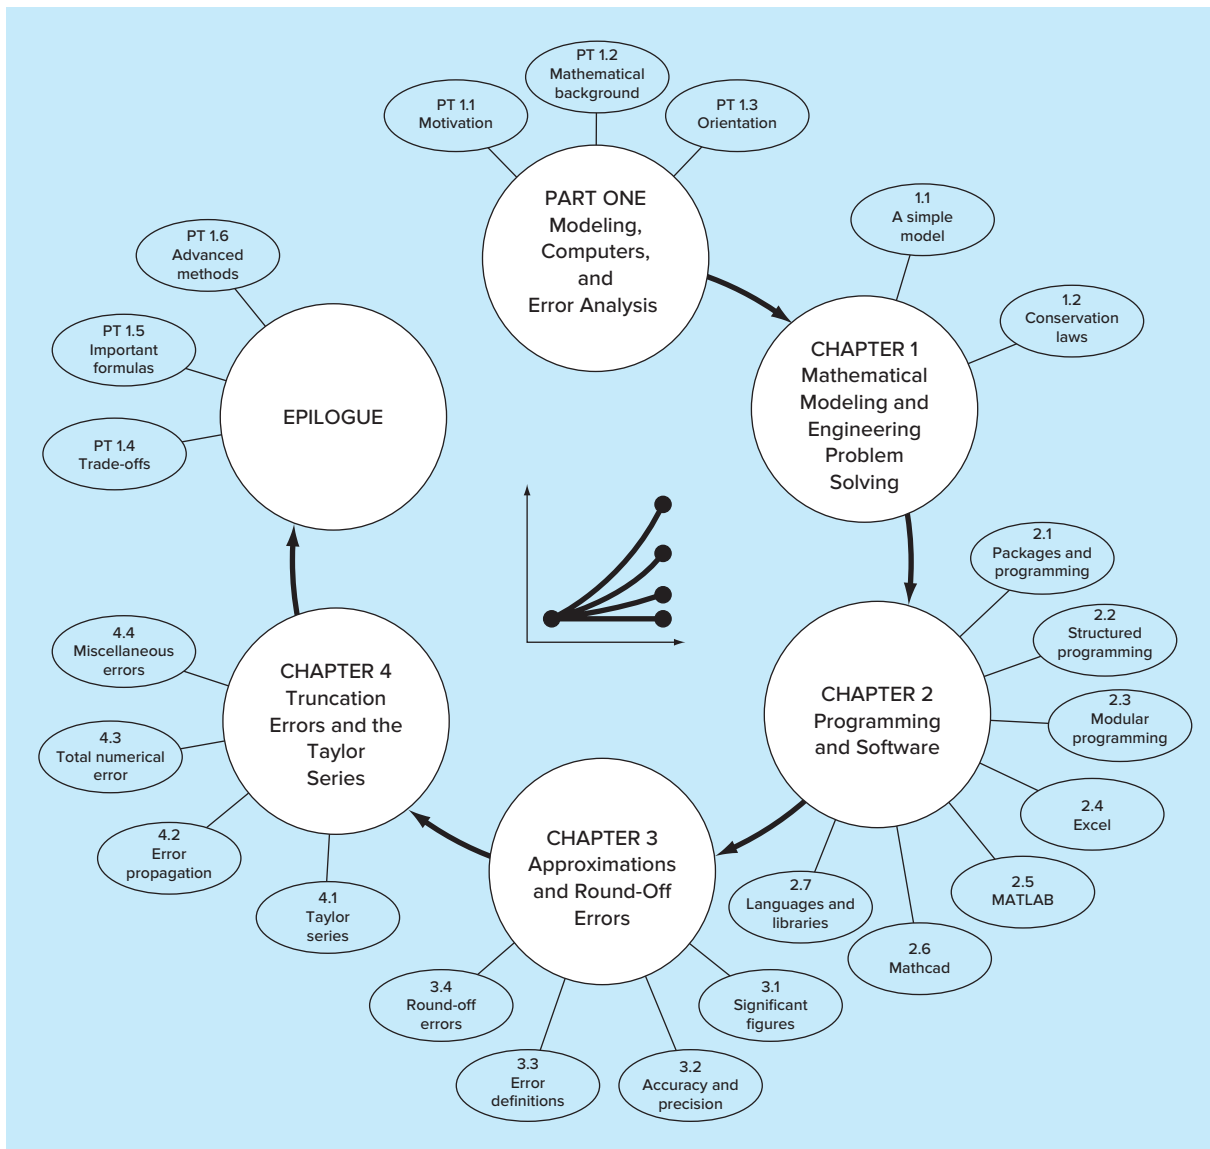 PT 1.1
Motivation
PT 1.2
Mathematical
background
PT 1.3
Orientation
PART ONE
Modeling,
Computers,
and
Error Analysis
1.1
A simple
model
1.2
Conservation
laws
CHAPTER 1
Mathematical
Modeling and
Engineering
Problem
Solving
2.1
Packages and
programming
2.2
Structured
programming
2.3
Modular
programming
2.4
Excel
2.5
MATLAB
2.6
Mathcad
2.7
Languages and
libraries
CHAPTER 2
Programming
and Software
CHAPTER 3
Approximations
and Round-Off
Errors
3.1
Significant
figures
3.2
Accuracy and
precision
3.3
Error
definitions
3.4
Round-off
errors
CHAPTER 4
Truncation
Errors and the
Taylor
Series
4.1
Taylor
series
4.2
Error
propagation
4.3
Total numerical
error
4.4
Miscellaneous
errors
EPILOGUE
PT 1.4
Trade-offs
PT 1.5
Important
formulas
PT 1.6
Advanced
methods